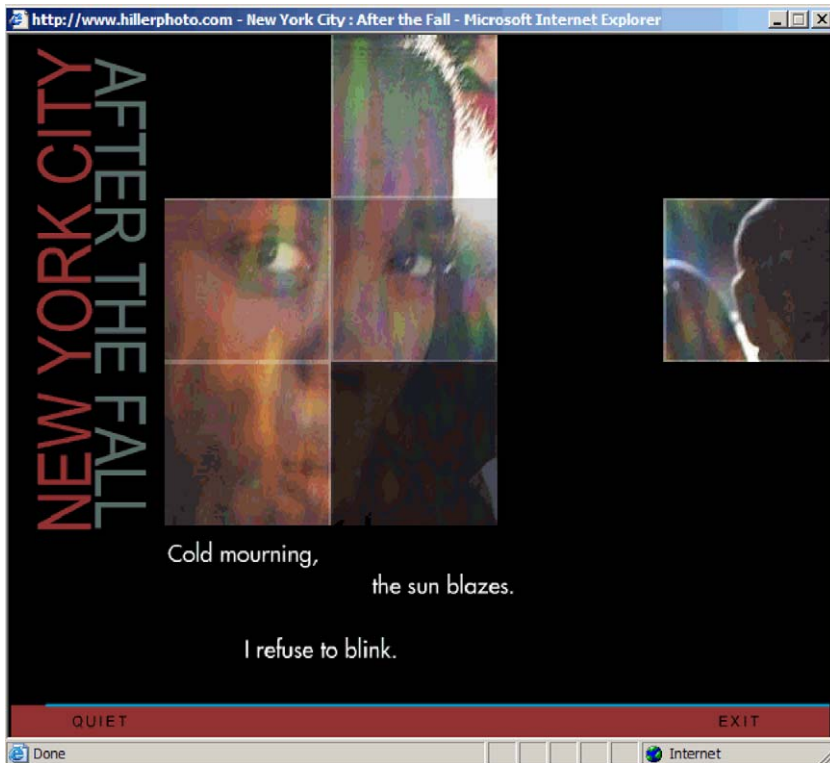 http://www.hillerphoto.com - New York City : After the Fall - Microsoft Internet Explorer
NEW YORK CITY
AFTER THE FALL
Cold mourning,
the sun blazes.
I refuse to blink.
QUIET
EXIT
Done
Internet